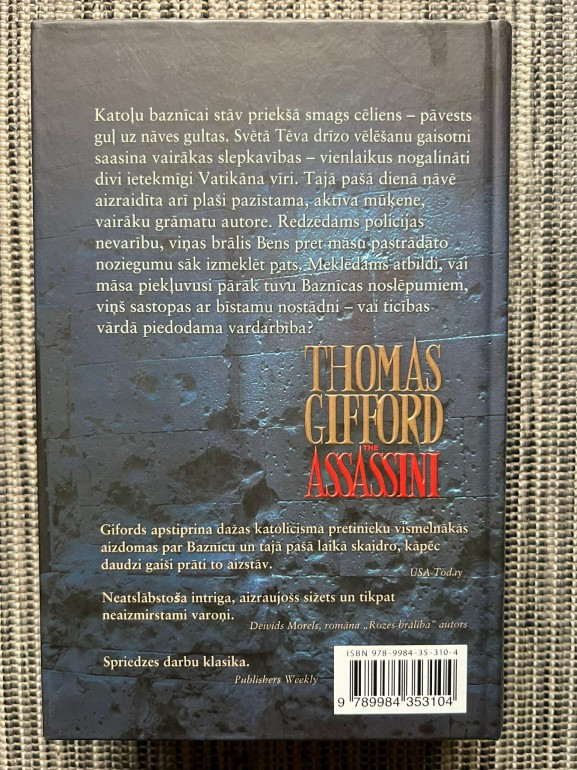 Katoļu baznīcai stāv priekšā smags cēliens – pāvests
guļ uz nāves gultas. Svētā Tēva drīzo vēlēšanu gaisotni
saasina vairākas slepkavības – vienlaikus nogalināti
divi ietekmīgi Vatikāna vīri. Tajā pašā dienā nāvē
aizraidīta arī plaši pazīstama, aktīva mūķene,
vairāku grāmatu autore. Redzēdams policijas
nevarību, viņas brālis Bens pret māsu pastrādāto
noziegumu sāk izmeklēt pats. Meklēdams atbildi, vai
māsa piekļuvusi pārāk tuvu Baznīcas noslēpumiem,
viņš sastopas ar bīstamu nostādni – vai ticības
vārdā piedodama vardarbība?
THOMAS
GIFFORD
THE
ASSASSINI
Gifords apstiprina dažas katolicisma pretinieku vismelnākās
aizdomas par Baznīcu un tajā pašā laikā skaidro, kāpēc
daudzi gaiši prāti to aizstāv.
USA Today
Neatslābstoša intriga, aizraujošs sižets un tikpat
neaizmirstami varoņi.
Deivids Morels, romāna „Rozes brālība” autors
Spriedzes darbu klasika.
Publishers Weekly
ISBN 978-9984-35-310-4
9 789984 353104